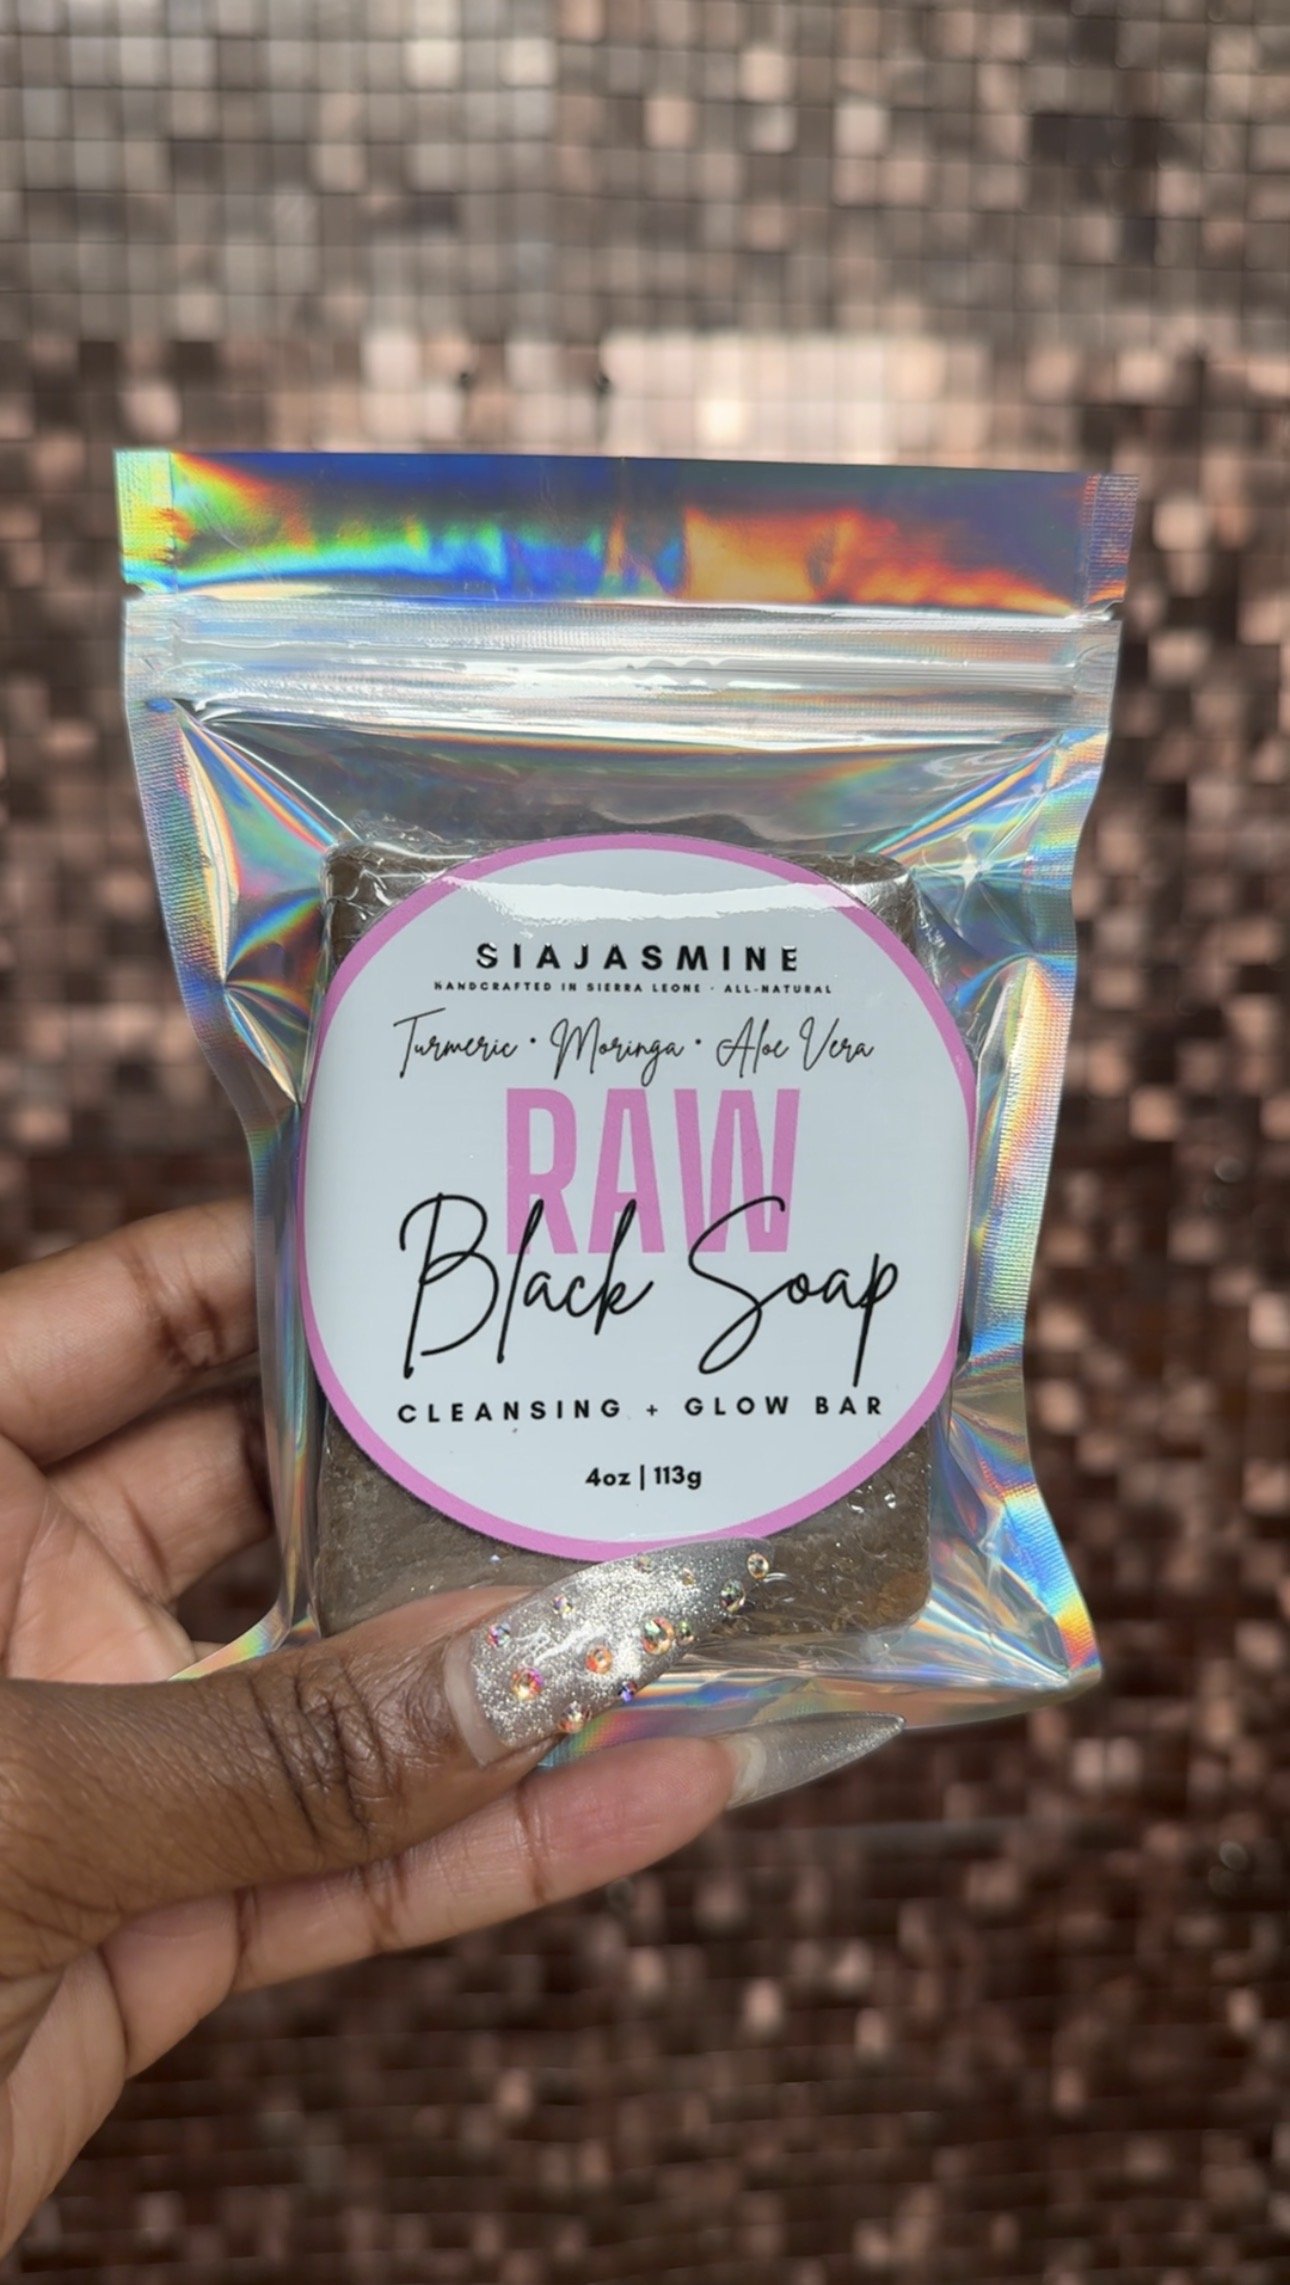 SIAJASMINE
HANDCRAFTED IN SIERRA LEONE · ALL-NATURAL
Turmeric · Moringa · Aloe Vera
RAW
Black Soap
CLEANSING + GLOW BAR
4oz | 113g